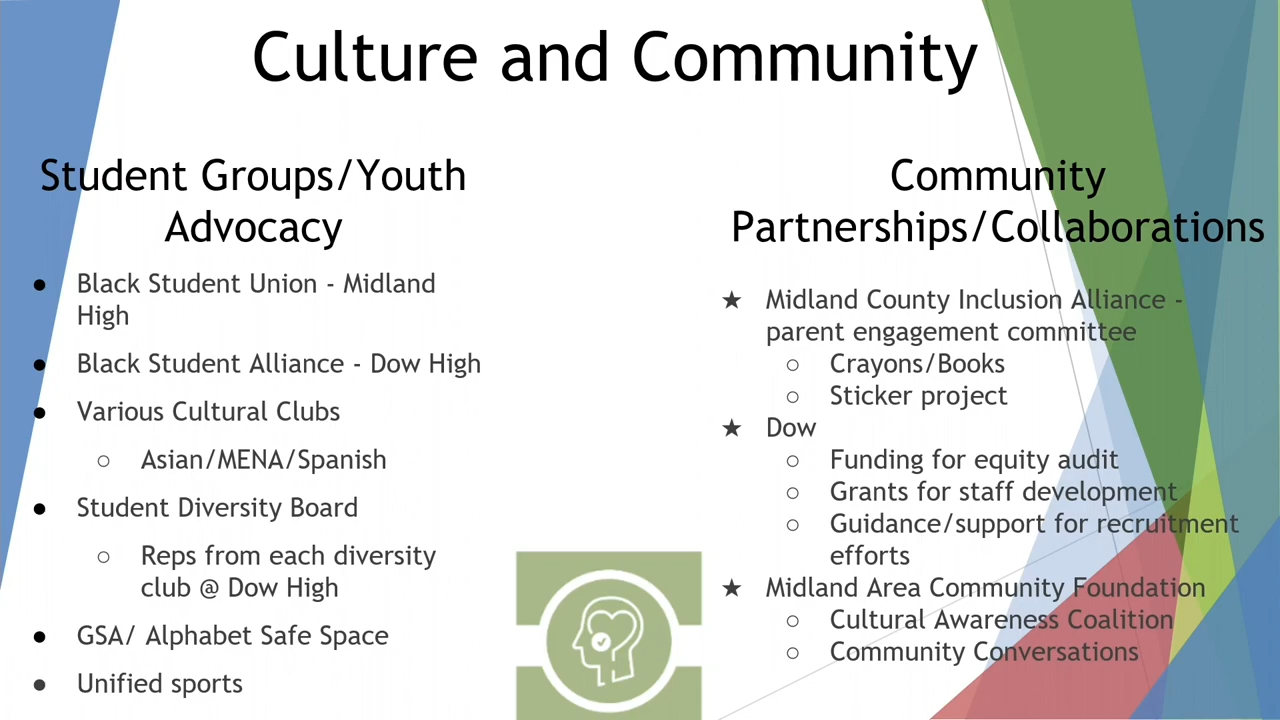 Culture and Community
Student Groups/Youth
Advocacy
● Black Student Union - Midland
High
● Black Student Alliance - Dow High
● Various Cultural Clubs
○ Asian/MENA/Spanish
● Student Diversity Board
○ Reps from each diversity
club @ Dow High
● GSA/ Alphabet Safe Space
● Unified sports
Community
Partnerships/Collaborations
★ Midland County Inclusion Alliance -
parent engagement committee
○ Crayons/Books
○ Sticker project
★ Dow
○ Funding for equity audit
○ Grants for staff development
○ Guidance/support for recruitment
efforts
★ Midland Area Community Foundation
○ Cultural Awareness Coalition
○ Community Conversations